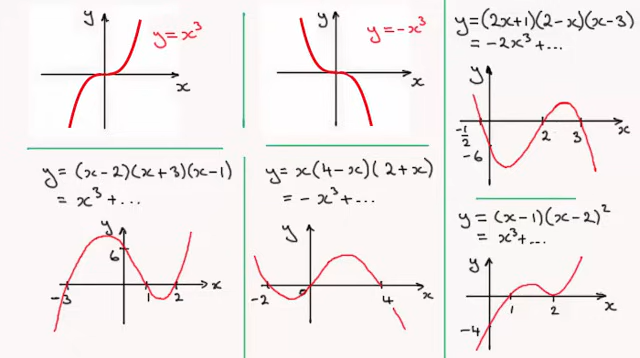 y
y = x³
x
y
y = -x³
x
y = (2x+1)(2-x)(x-3)
= -2x³ + ...
y
x
-1/2
2
3
-6
y = (x-2)(x+3)(x-1)
= x³ + ...
y
6
-3
1
2
x
y = x(4-x)(2+x)
= -x³ + ...
y
-2
0
4
x
y = (x-1)(x-2)²
= x³ + ...
y
1
2
x
-4